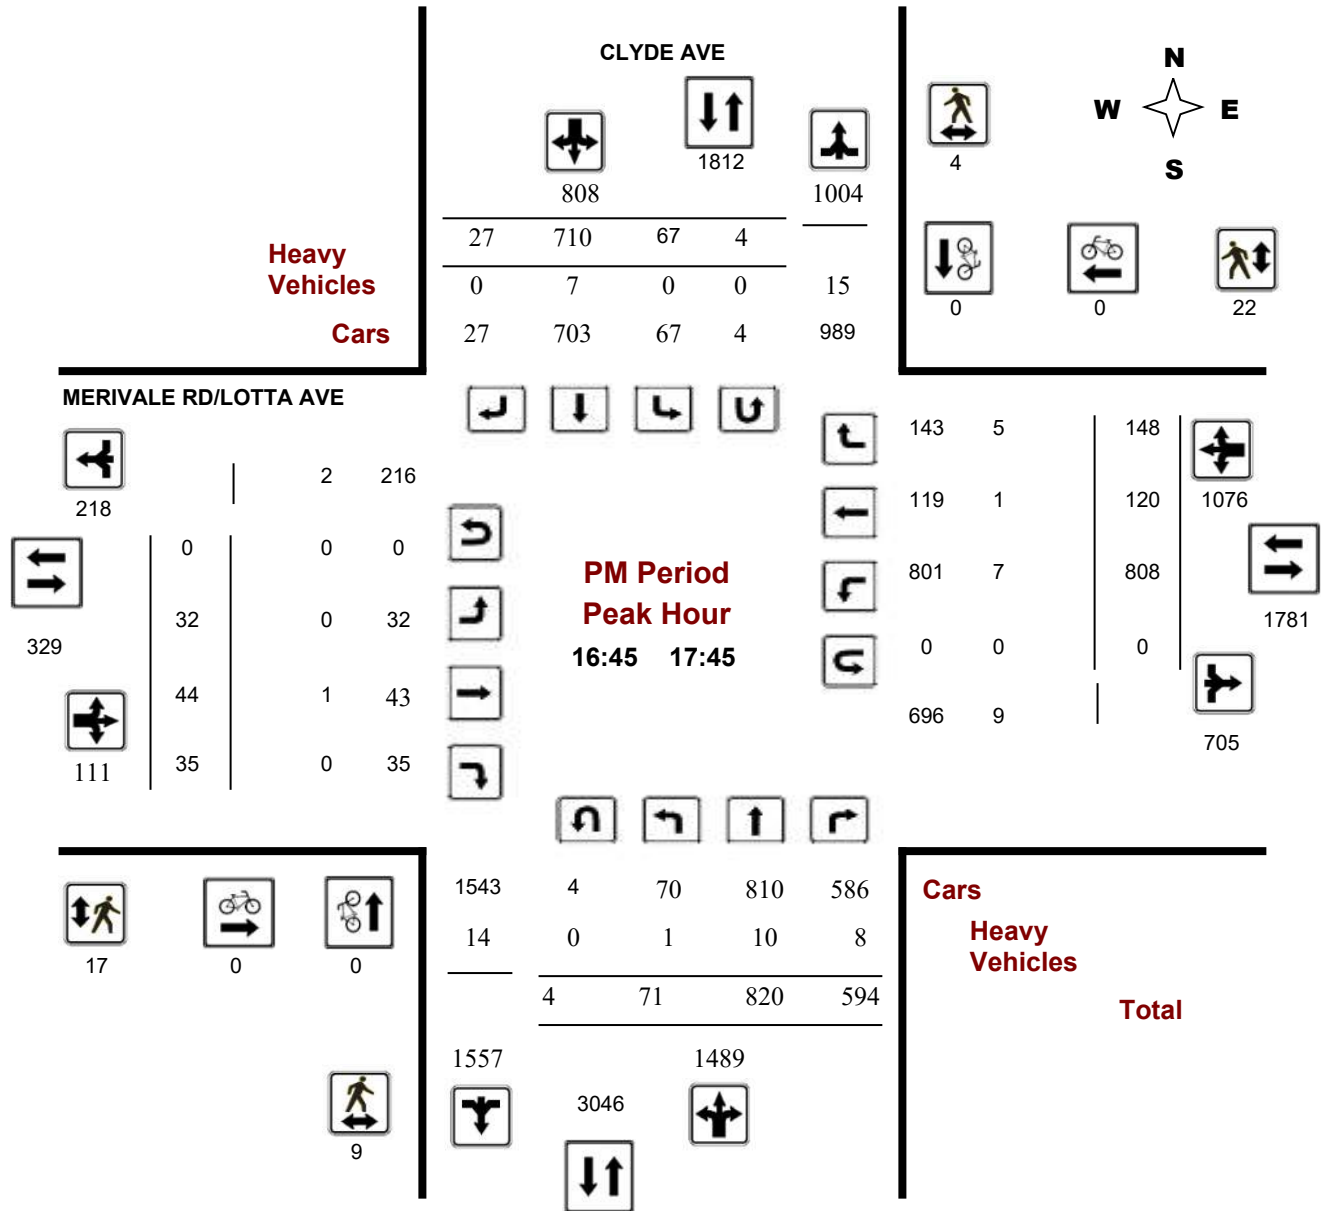 CLYDE AVE
N
W E
S
1812
4
808
1004
27 710 67 4
Heavy
Vehicles
0 7 0 0 15
0 0 22
Cars
27 703 67 4 989
MERIVALE RD/LOTTA AVE
143 5 148
2 216
218
119 1 120 1076
0 0 0
PM Period
801 7 808
Peak Hour
32 0 32
1781
329
16:45 17:45
0 0 0
44 1 43
696 9
705
111
35 0 35
1543 4 70 810 586
Cars
14 0 1 10 8
Heavy
Vehicles
17 0 0
4 71 820 594
Total
1557 1489
3046
9